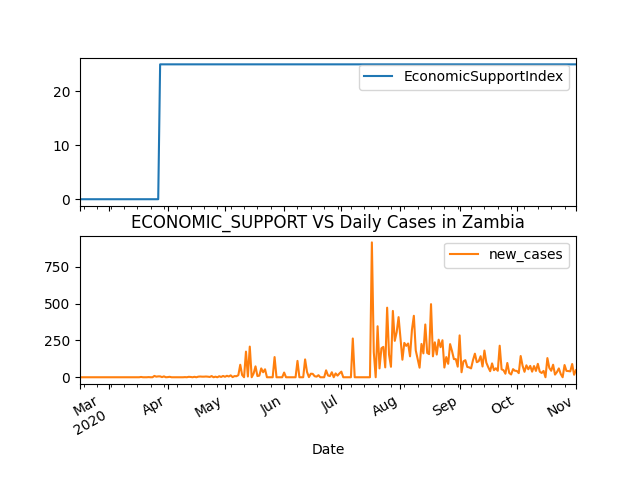 20
10
0
EconomicSupportIndex
ECONOMIC_SUPPORT VS Daily Cases in Zambia
750
500
250
0
new_cases
Mar
2020
Apr
May
Jun
Jul
Aug
Sep
Oct
Nov
Date